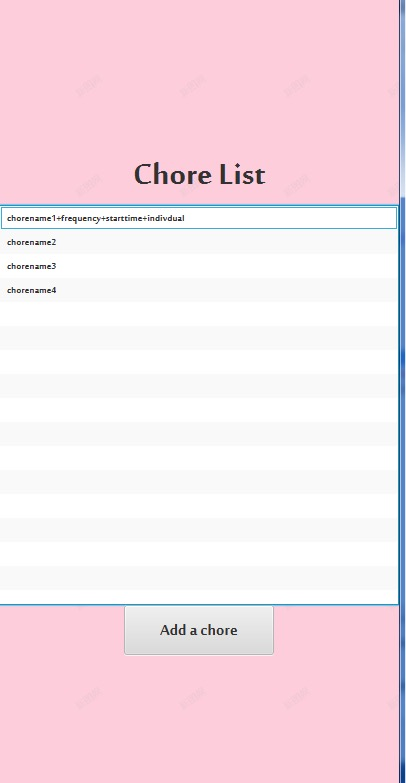 Chore List
chorename1+frequency+starttime+indivdual
chorename2
chorename3
chorename4
Add a chore